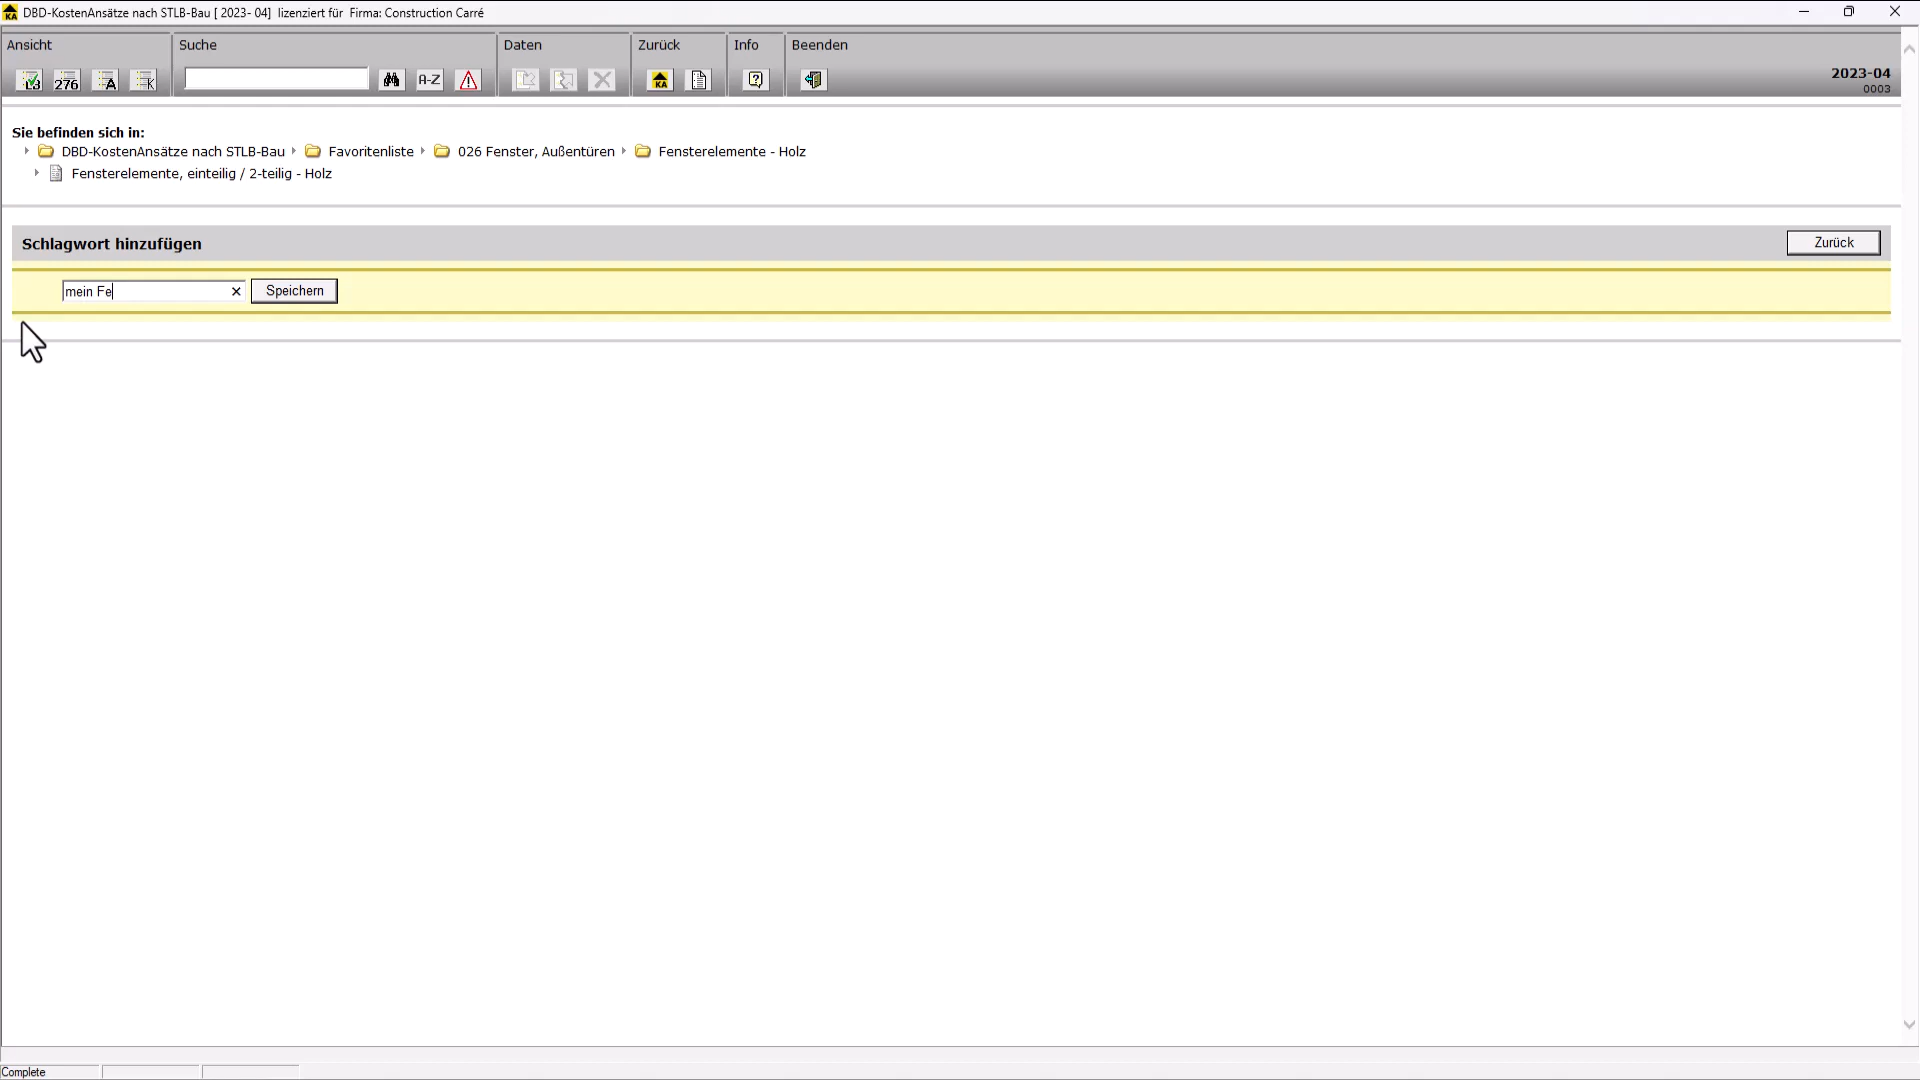 DBD-KostenAnsätze nach STLB-Bau [ 2023- 04]  lizenziert für  Firma: Construction Carré
Ansicht Suche Daten Zurück Info Beenden
L3 276 A K A-Z KA
2023-04
0003
Sie befinden sich in:
DBD-KostenAnsätze nach STLB-Bau Favoritenliste 026 Fenster, Außentüren Fensterelemente - Holz
Fensterelemente, einteilig / 2-teilig - Holz
Schlagwort hinzufügen Zurück
mein Fe Speichern
Complete